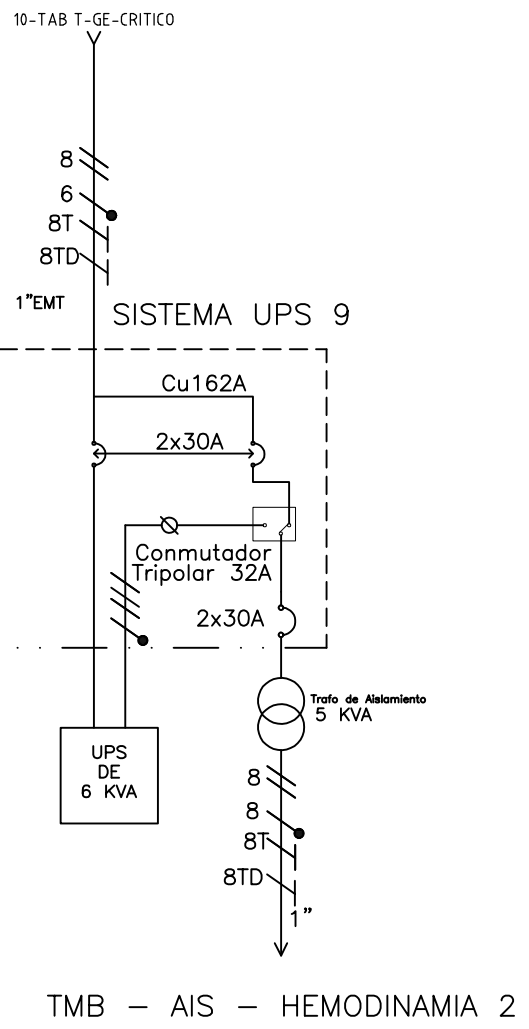 10-TAB T-GE-CRITICO
8
6
8T
8TD
1"EMT
SISTEMA UPS 9
Cu162A
2x30A
Conmutador
Tripolar 32A
2x30A
Trafo de Aislamiento
5 KVA
UPS
DE
6 KVA
8
8
8T
8TD
1"
TMB - AIS - HEMODINAMIA 2